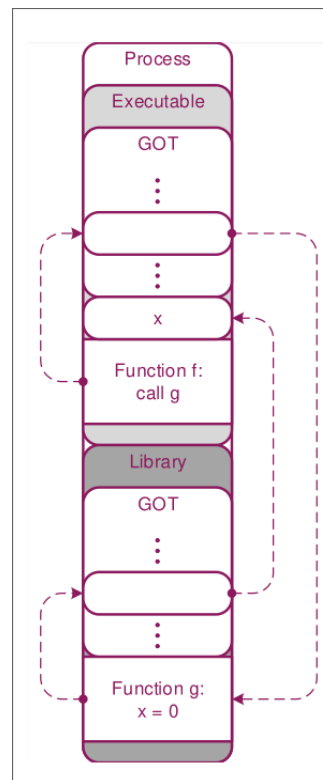 Process
Executable
GOT
x
Function f:
call g
Library
GOT
Function g:
x = 0